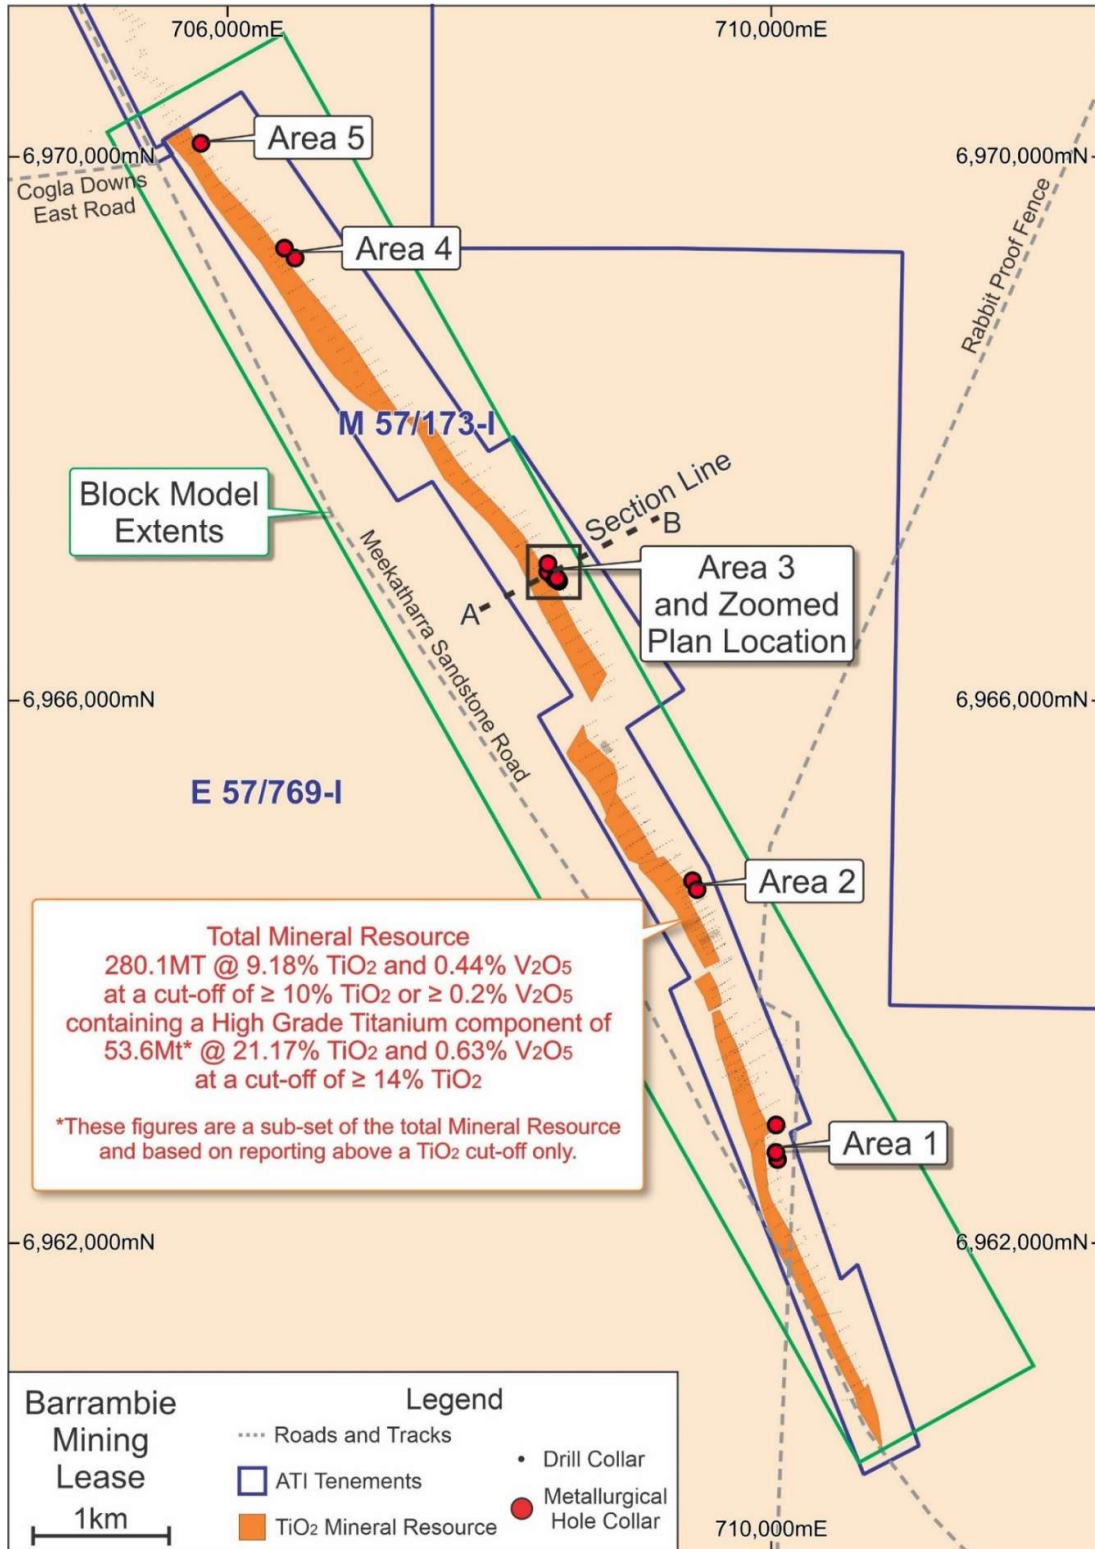 706,000mE
710,000mE
Area 5
6,970,000mN
6,970,000mN
Cogla Downs
East Road
Area 4
Rabbit Proof Fence
M 57/173-I
Block Model
Extents
Section Line
B
Meekatharra Sandstone Road
Area 3
and Zoomed
Plan Location
A
6,966,000mN
6,966,000mN
E 57/769-I
Area 2
Total Mineral Resource
280.1MT @ 9.18% TiO₂ and 0.44% V₂O₅
at a cut-off of ≥ 10% TiO₂ or ≥ 0.2% V₂O₅
containing a High Grade Titanium component of
53.6Mt* @ 21.17% TiO₂ and 0.63% V₂O₅
at a cut-off of ≥ 14% TiO₂
*These figures are a sub-set of the total Mineral Resource
and based on reporting above a TiO₂ cut-off only.
Area 1
6,962,000mN
6,962,000mN
Barrambie
Mining
Lease
1km
Legend
Roads and Tracks
ATI Tenements
TiO₂ Mineral Resource
Drill Collar
Metallurgical
Hole Collar
710,000mE